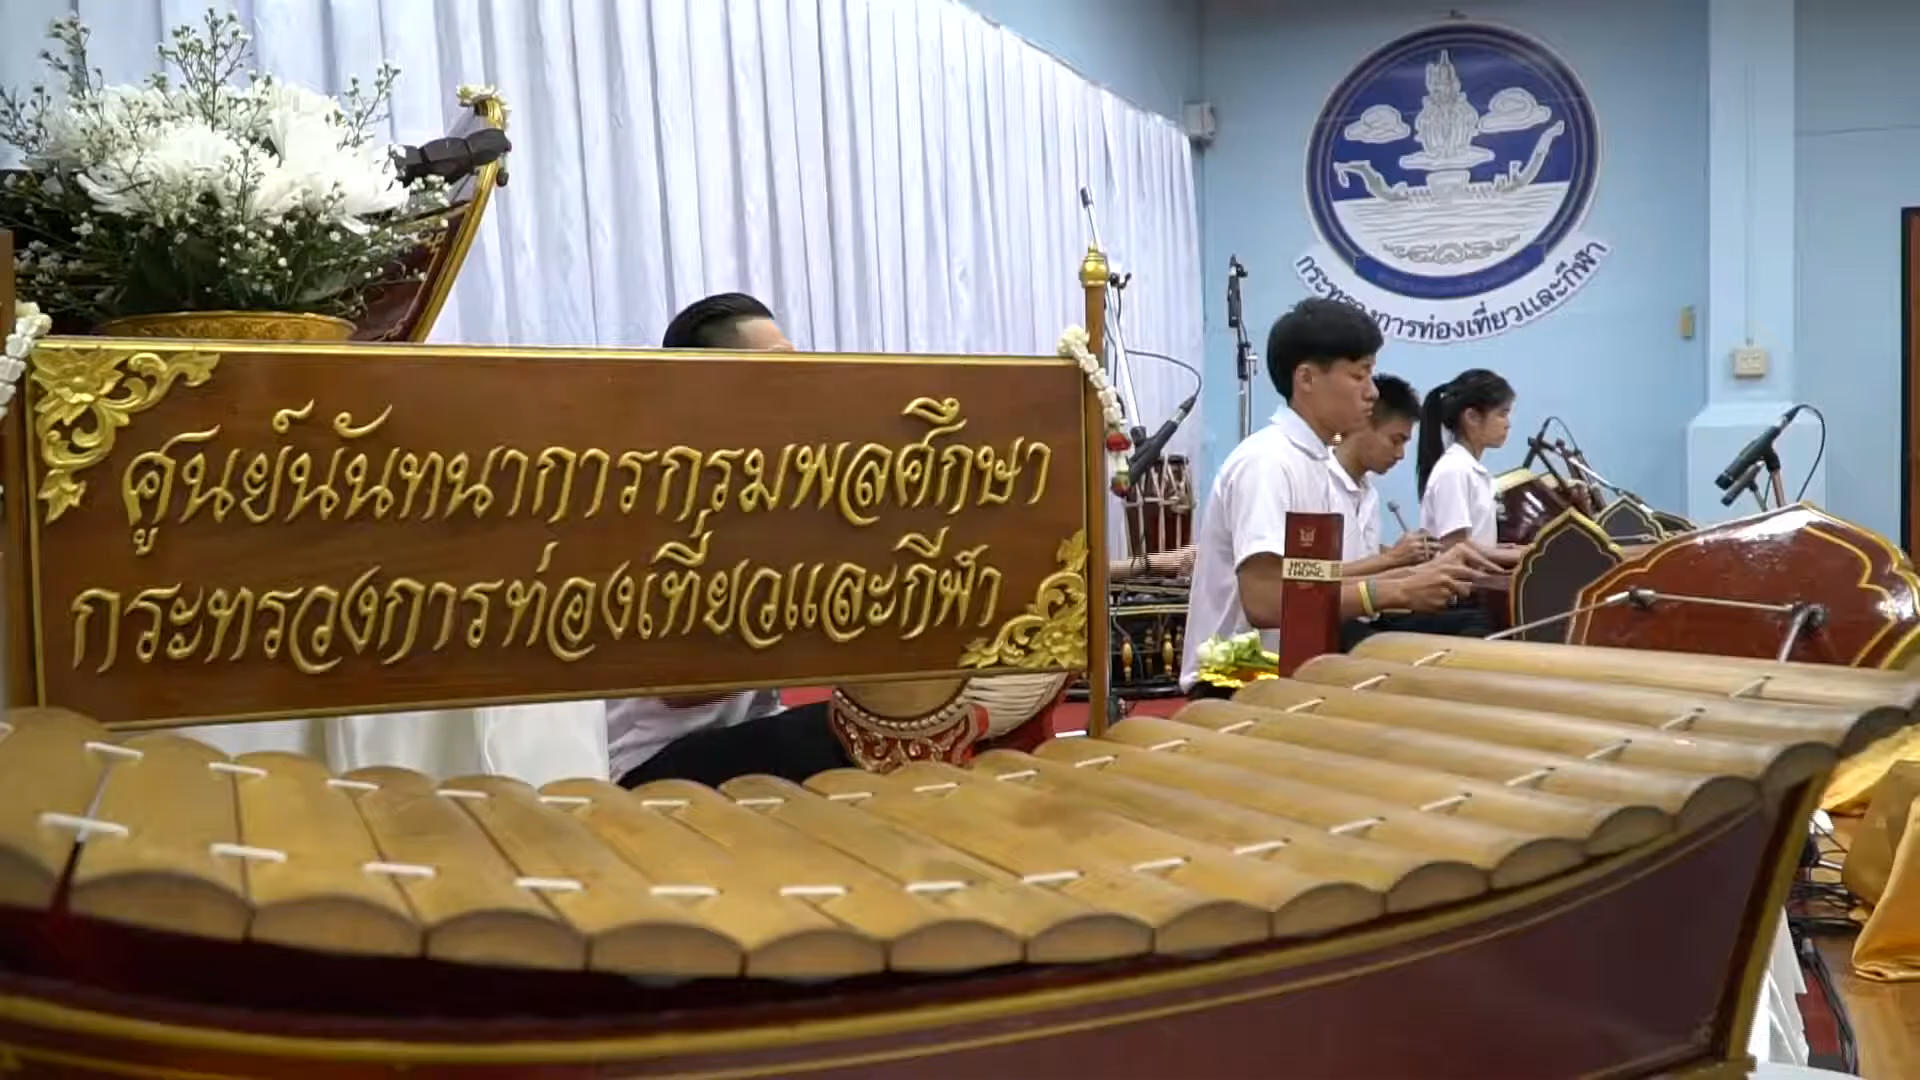 ศูนย์นันทนาการกรมพลศึกษา
กระทรวงการท่องเที่ยวและกีฬา
กระทรวงการท่องเที่ยวและกีฬา
HONG
THONG